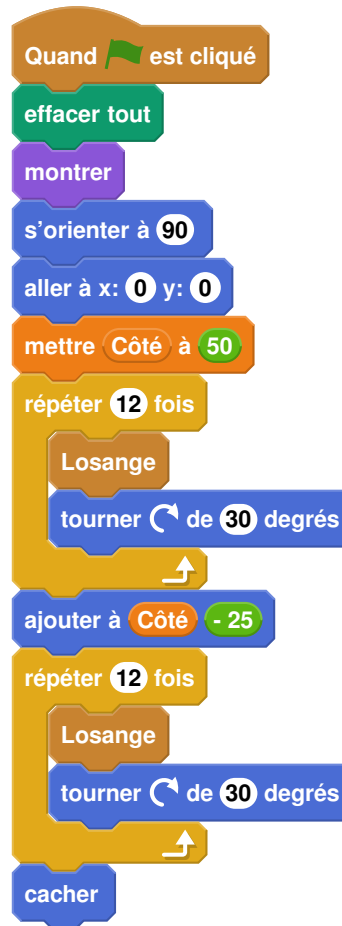 Quand est cliqué
effacer tout
montrer
s'orienter à 90
aller à x: 0 y: 0
mettre Côté à 50
répéter 12 fois
Losange
tourner de 30 degrés
ajouter à Côté - 25
répéter 12 fois
Losange
tourner de 30 degrés
cacher